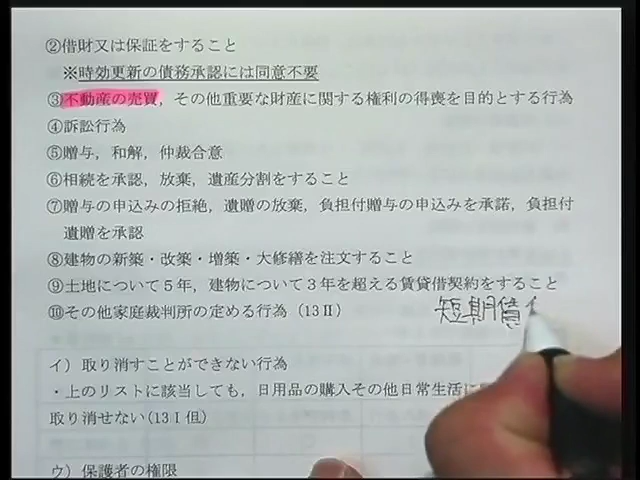 ②借財又は保証をすること
※時効更新の債務承認には同意不要
③不動産の売買，その他重要な財産に関する権利の得喪を目的とする行為
④訴訟行為
⑤贈与，和解，仲裁合意
⑥相続を承認，放棄，遺産分割をすること
⑦贈与の申込みの拒絶，遺贈の放棄，負担付贈与の申込みを承諾，負担付
遺贈を承認
⑧建物の新築・改築・増築・大修繕を注文すること
⑨土地について５年，建物について３年を超える賃貸借契約をすること
⑩その他家庭裁判所の定める行為（13Ⅱ）
短期
イ）取り消すことができない行為
・上のリストに該当しても，日用品の購入その他日常生活に
取り消せない(13Ⅰ但)
ウ）保護者の権限